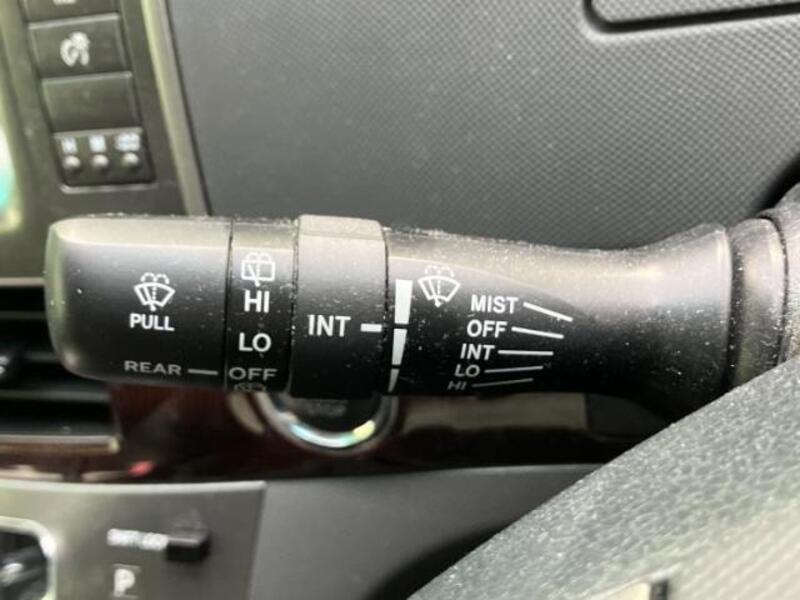 H M
PULL
REAR
HI
LO
OFF
INT
MIST
OFF
INT
LO
HI
P